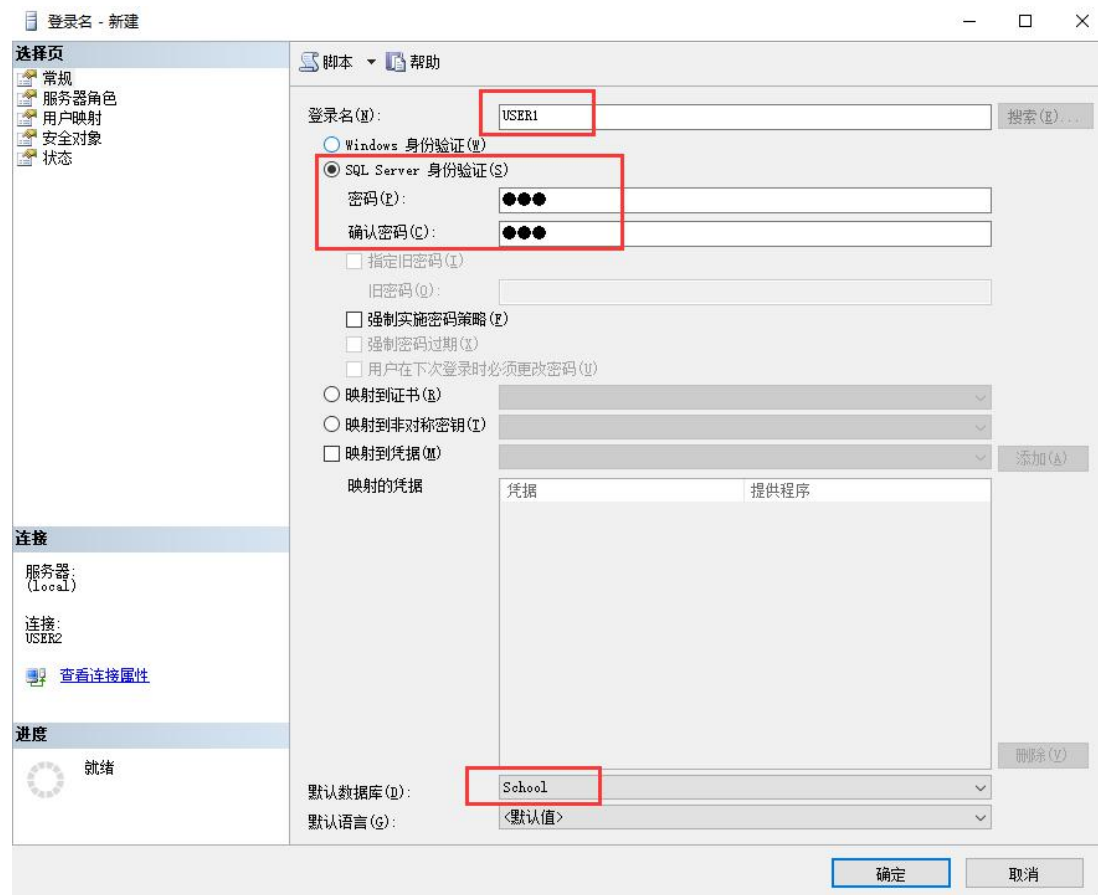 登录名 - 新建
选择页
常规
服务器角色
用户映射
安全对象
状态
脚本
帮助
登录名(N):
USER1
搜索(E)...
Windows 身份验证(W)
SQL Server 身份验证(S)
密码(P):
●●●
确认密码(C):
●●●
指定旧密码(I)
旧密码(O):
强制实施密码策略(F)
强制密码过期(X)
用户在下次登录时必须更改密码(U)
映射到证书(R)
映射到非对称密钥(T)
映射到凭据(M)
添加(A)
映射的凭据
凭据 提供程序
删除(V)
默认数据库(D):
School
默认语言(G):
<默认值>
连接
服务器:
(local)
连接:
USER2
查看连接属性
进度
就绪
确定
取消